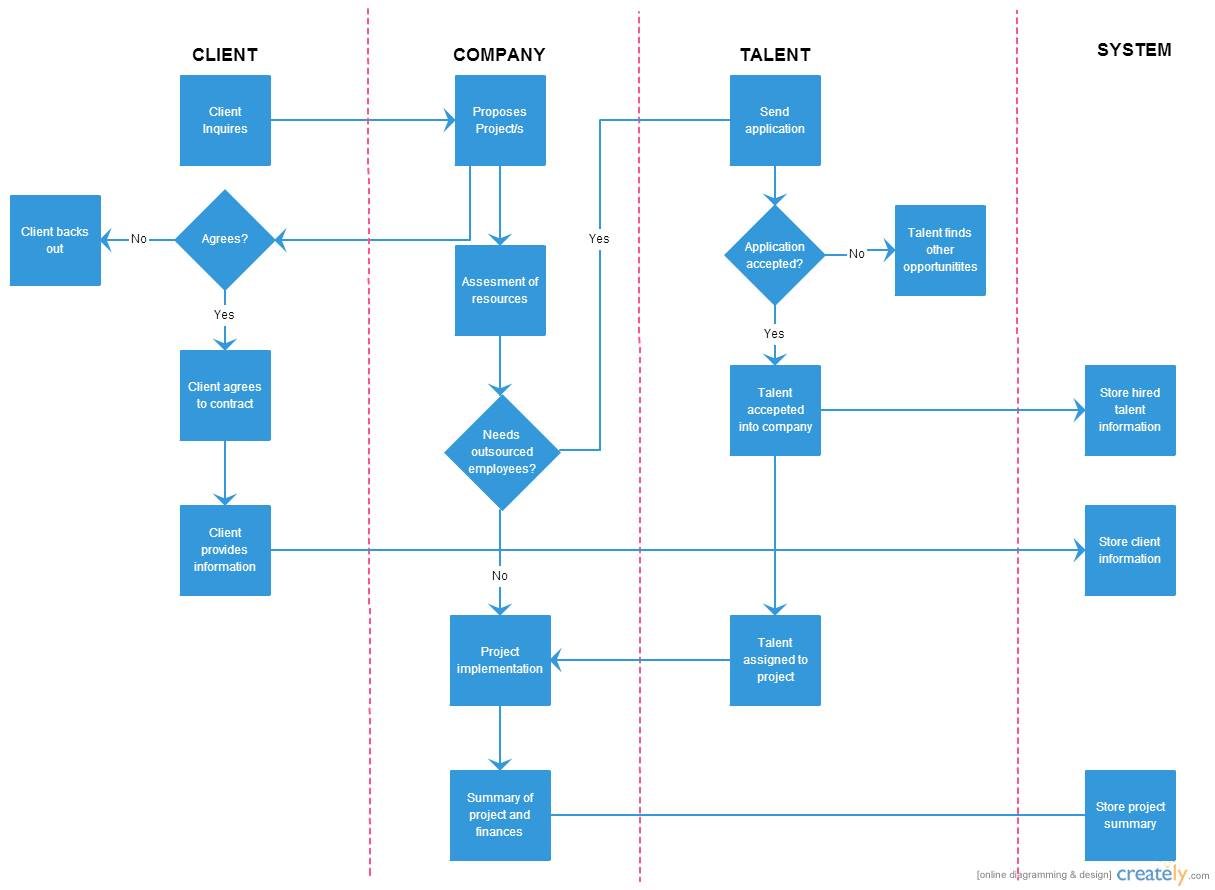 CLIENT
COMPANY
TALENT
SYSTEM
Client
Inquires
Proposes
Project/s
Send
application
Client backs
out
No
Agrees?
Yes
Application
accepted?
No
Talent finds
other
opportunitites
Assesment of
resources
Yes
Yes
Client agrees
to contract
Needs
outsourced
employees?
Talent
accepeted
into company
Store hired
talent
information
Client
provides
information
Store client
information
No
Project
implementation
Talent
assigned to
project
Summary of
project and
finances
Store project
summary
[online diagramming & design] creately.com